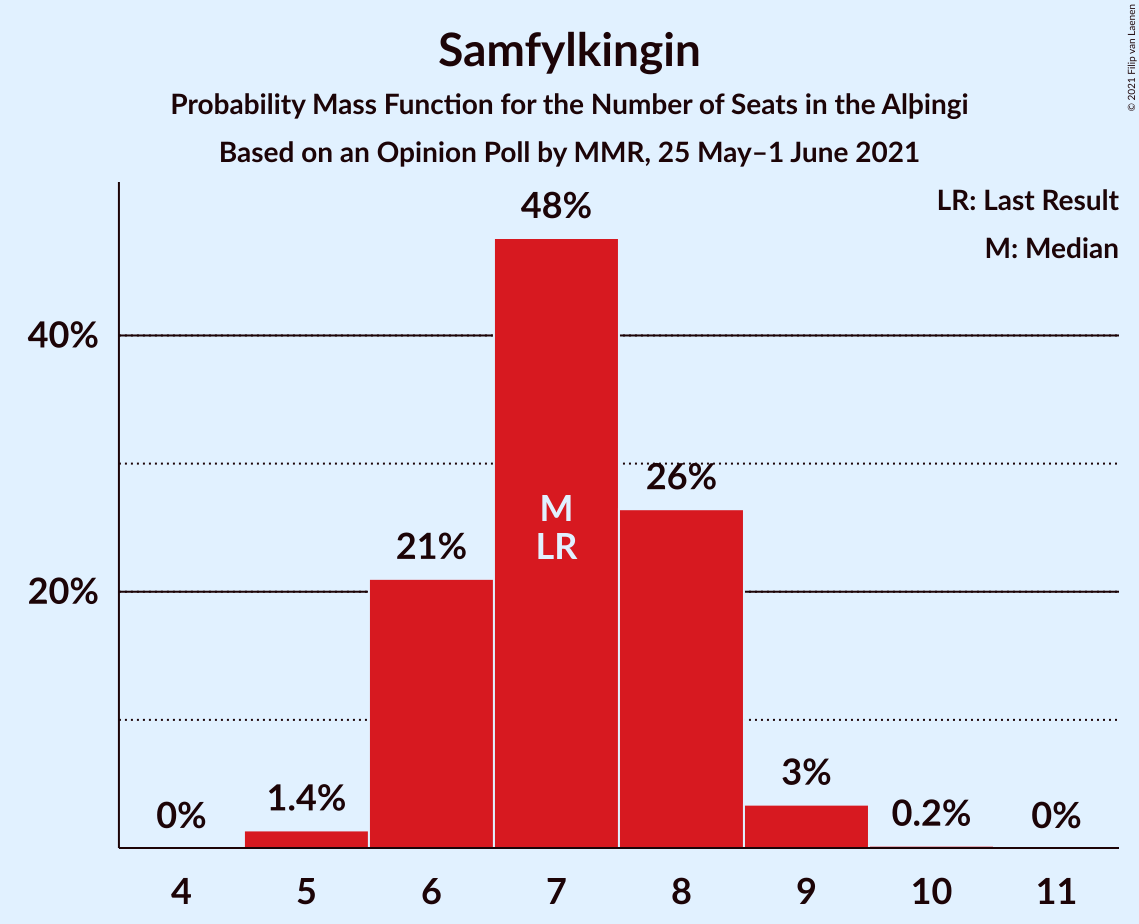 Samfylkingin
Probability Mass Function for the Number of Seats in the Alþingi
Based on an Opinion Poll by MMR, 25 May–1 June 2021
© 2021 Filip van Laenen
LR: Last Result
M: Median
48%
40%
26%
M
21%
LR
20%
3%
1.4%
0%
0.2%
0%
4 5 6 7 8 9 10 11